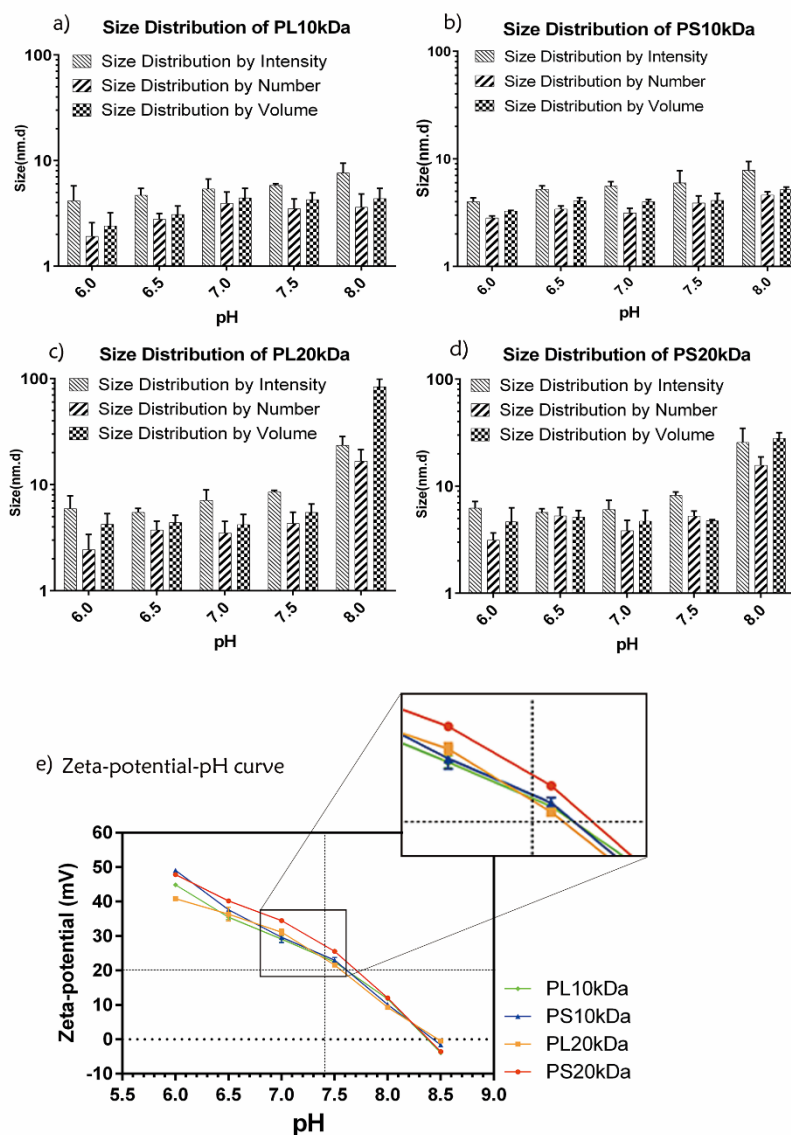 a)
Size Distribution of PL10kDa
Size Distribution by Intensity
Size Distribution by Number
Size Distribution by Volume
Size(nm.d)
100
10
1
6.0
6.5
7.0
7.5
8.0
pH
b)
Size Distribution of PS10kDa
Size Distribution by Intensity
Size Distribution by Number
Size Distribution by Volume
Size(nm.d)
100
10
1
6.0
6.5
7.0
7.5
8.0
pH
c)
Size Distribution of PL20kDa
Size Distribution by Intensity
Size Distribution by Number
Size Distribution by Volume
Size(nm.d)
100
10
1
6.0
6.5
7.0
7.5
8.0
pH
d)
Size Distribution of PS20kDa
Size Distribution by Intensity
Size Distribution by Number
Size Distribution by Volume
Size(nm.d)
100
10
1
6.0
6.5
7.0
7.5
8.0
pH
e) Zeta-potential-pH curve
Zeta-potential (mV)
60
50
40
30
20
10
0
-10
5.5 6.0 6.5 7.0 7.5 8.0 8.5 9.0
pH
PL10kDa
PS10kDa
PL20kDa
PS20kDa